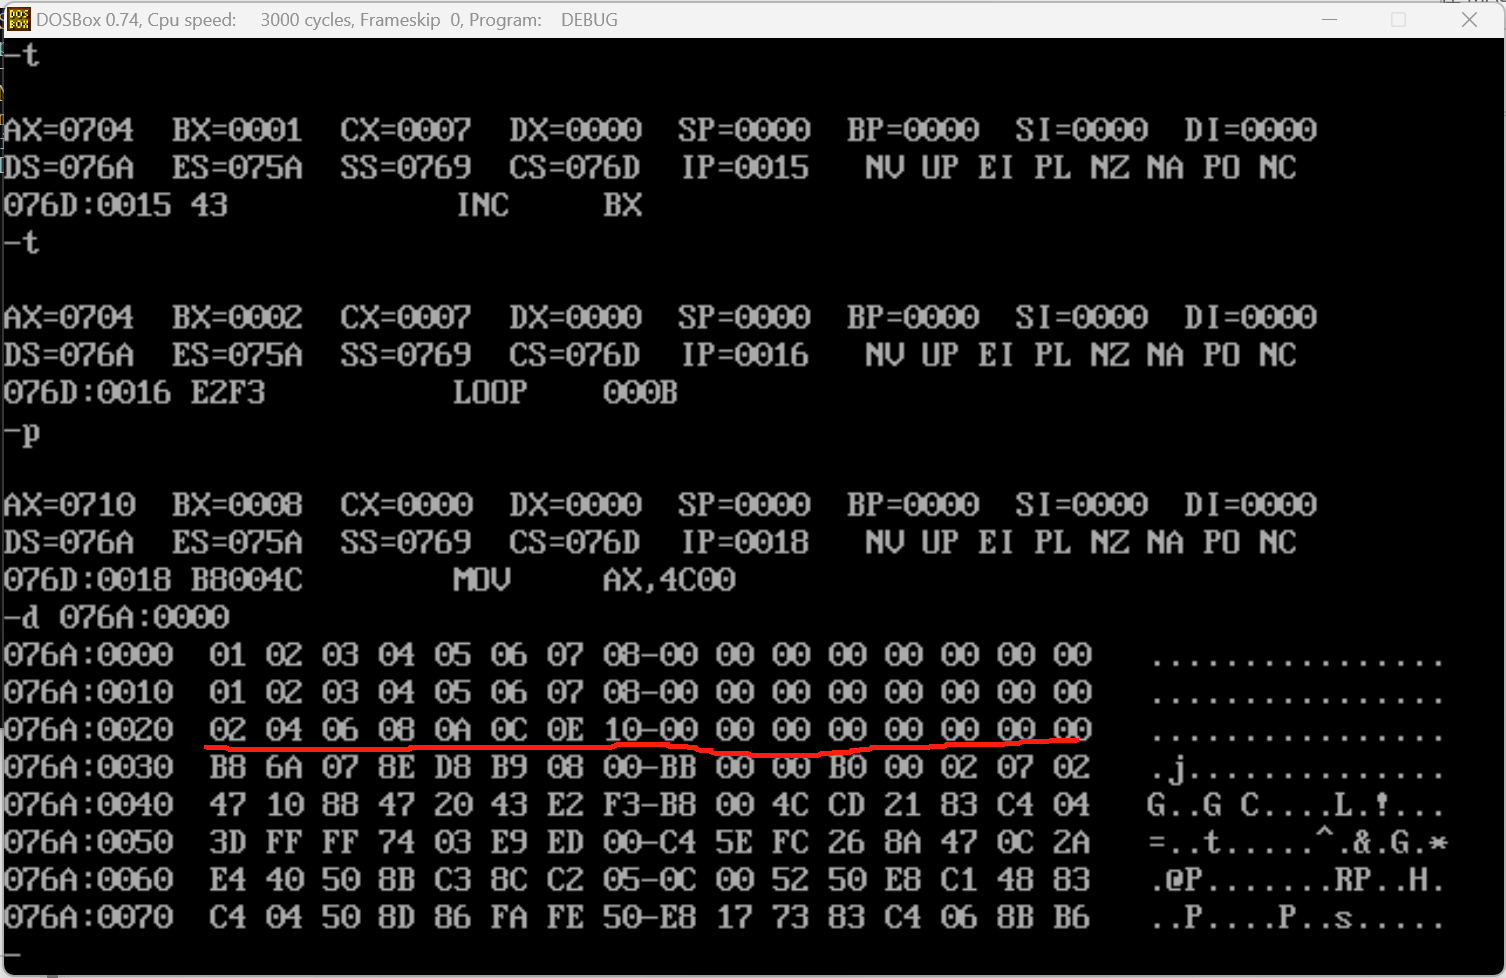 DOSBox 0.74, Cpu speed: 3000 cycles, Frameskip 0, Program: DEBUG
-t
AX=0704 BX=0001 CX=0007 DX=0000 SP=0000 BP=0000 SI=0000 DI=0000
DS=076A ES=075A SS=0769 CS=076D IP=0015 NV UP EI PL NZ NA PO NC
076D:0015 43 INC BX
-t
AX=0704 BX=0002 CX=0007 DX=0000 SP=0000 BP=0000 SI=0000 DI=0000
DS=076A ES=075A SS=0769 CS=076D IP=0016 NV UP EI PL NZ NA PO NC
076D:0016 E2F3 LOOP 000B
-p
AX=0710 BX=0008 CX=0000 DX=0000 SP=0000 BP=0000 SI=0000 DI=0000
DS=076A ES=075A SS=0769 CS=076D IP=0018 NV UP EI PL NZ NA PO NC
076D:0018 B8004C MOV AX,4C00
-d 076A:0000
076A:0000 01 02 03 04 05 06 07 08-00 00 00 00 00 00 00 00 ................
076A:0010 01 02 03 04 05 06 07 08-00 00 00 00 00 00 00 00 ................
076A:0020 02 04 06 08 0A 0C 0E 10-00 00 00 00 00 00 00 00 ................
076A:0030 B8 6A 07 8E D8 B9 08 00-BB 00 00 B0 00 02 07 02 .j..............
076A:0040 47 10 88 47 20 43 E2 F3-B8 00 4C CD 21 83 C4 04 G..G C....L.!...
076A:0050 3D FF FF 74 03 E9 ED 00-C4 5E FC 26 8A 47 0C 2A =..t.....^.&.G.*
076A:0060 E4 40 50 8B C3 8C C2 05-0C 00 52 50 E8 C1 48 83 .@P.......RP..H.
076A:0070 C4 04 50 8D 86 FA FE 50-E8 17 73 83 C4 06 8B B6 ..P....P..s.....
-